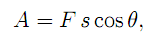 A = F s cos θ,